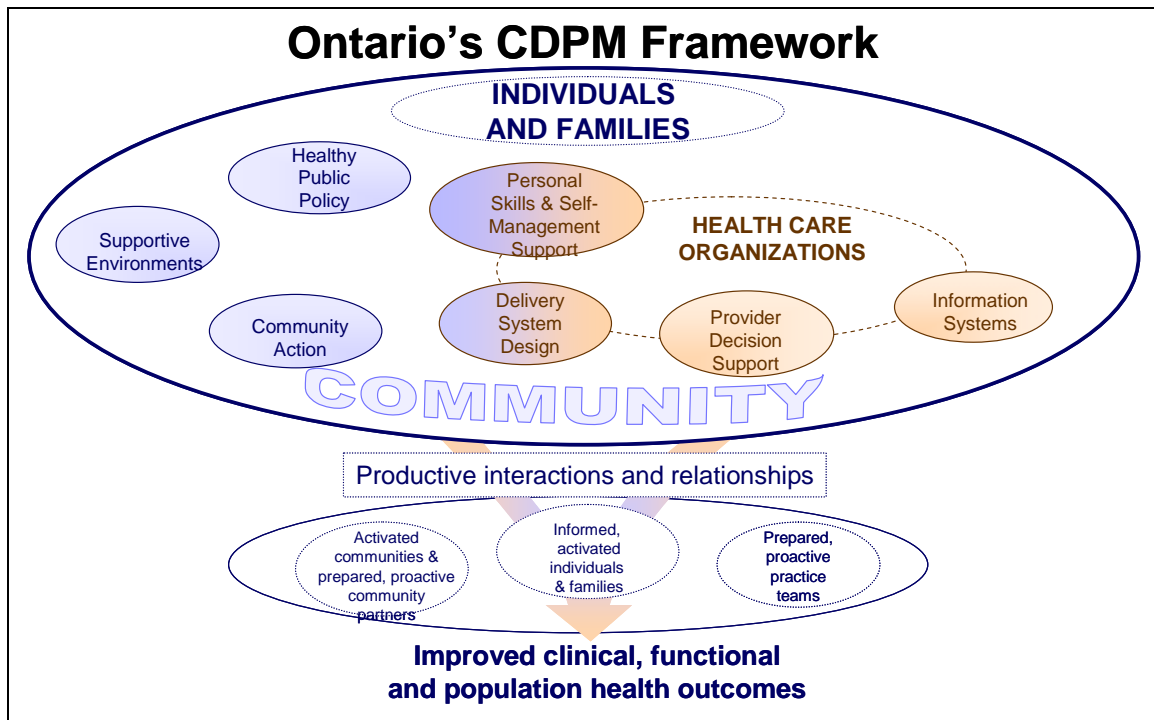 Ontario's CDPM Framework
INDIVIDUALS
AND FAMILIES
Healthy
Public
Policy
Personal
Skills & Self-
Management
Support
HEALTH CARE
ORGANIZATIONS
Supportive
Environments
Community
Action
Delivery
System
Design
Provider
Decision
Support
Information
Systems
COMMUNITY
Productive interactions and relationships
Activated
communities &
prepared, proactive
community
partners
Informed,
activated
individuals
& families
Prepared,
proactive
practice
teams
Improved clinical, functional
and population health outcomes